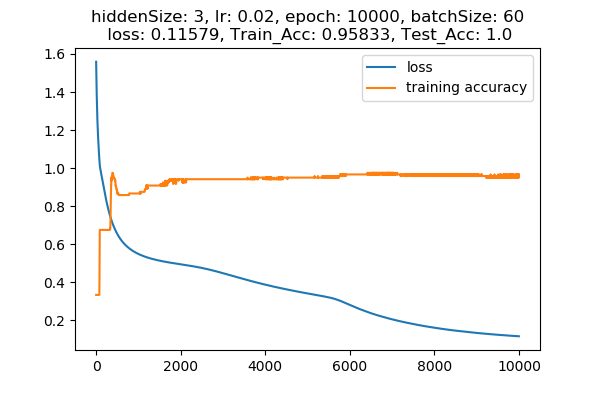 hiddenSize: 3, lr: 0.02, epoch: 10000, batchSize: 60
loss: 0.11579, Train_Acc: 0.95833, Test_Acc: 1.0
1.6
1.4
1.2
1.0
0.8
0.6
0.4
0.2
loss
training accuracy
0 2000 4000 6000 8000 10000